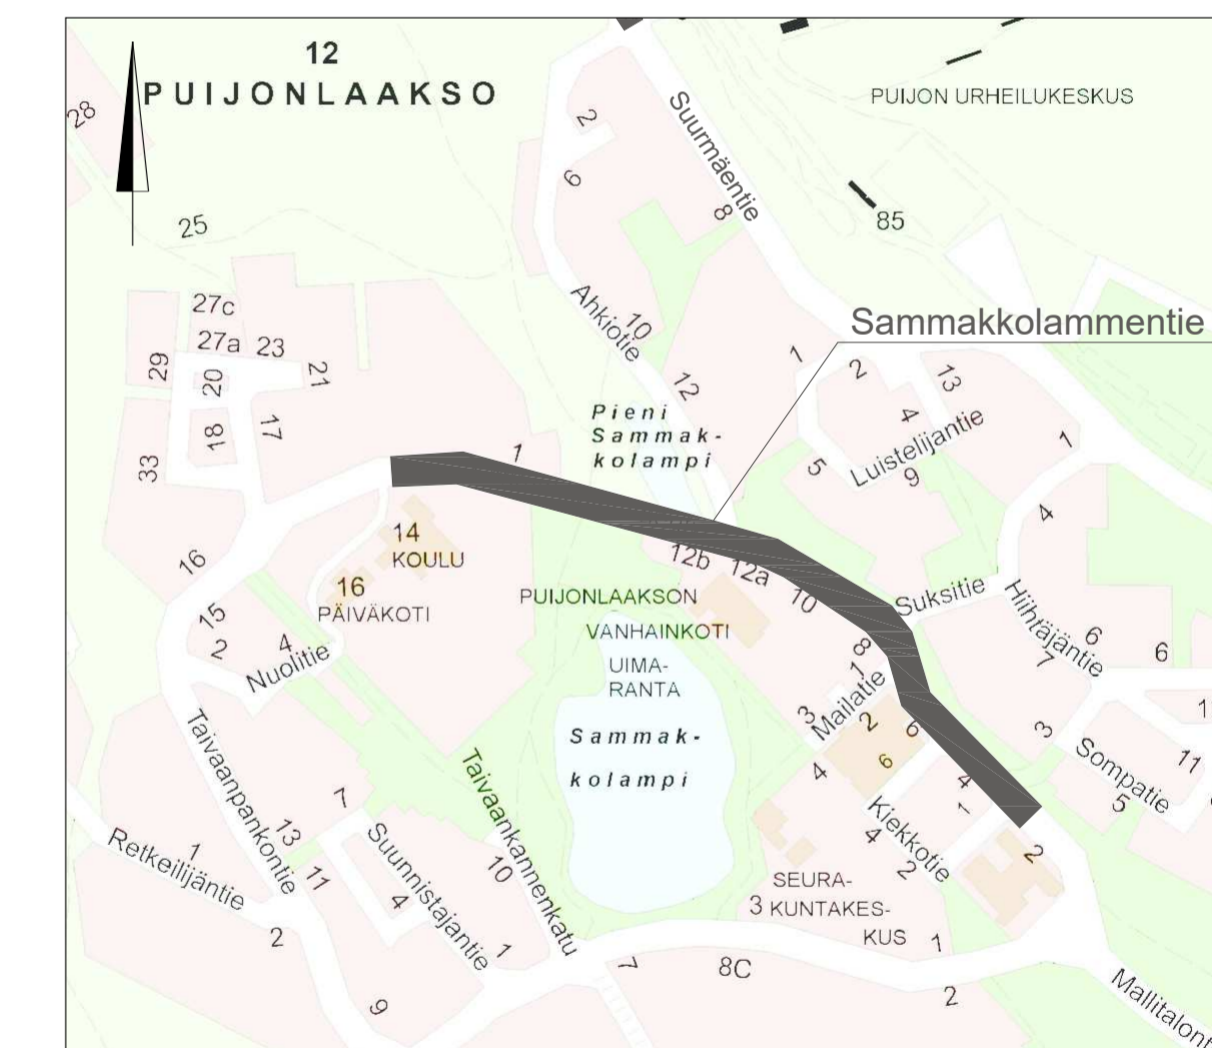 12
PUIJONLAAKSO
PUIJON URHEILUKESKUS
28
25
85
2
6
8
Suurmäentie
Ahkiotie
10
12
Sammakkolammentie
27c
27a
23
29
20
21
18
17
33
1
Pieni
Sammak-
kolampi
1
2
13
4
Luistelijantie
5
9
1
4
14
KOULU
16
PÄIVÄKOTI
16
15
2
4
Nuolitie
12b
12a
10
PUIJONLAAKSON
VANHAINKOTI
UIMA-
RANTA
Sammak-
kolampi
8
1
Mailatie
3
2
4
6
6
Suksitie
Hiihtäjäntie
6
7
6
3
1
11
Sompatie
5
4
1
Kiekkotie
4
2
2
Taivaanpankontie
13
11
7
Suunnistajantie
4
1
Taivaankannenkatu
10
Retkeilijäntie
1
2
9
SEURA-
3 KUNTAKES-
KUS
1
7
8C
2